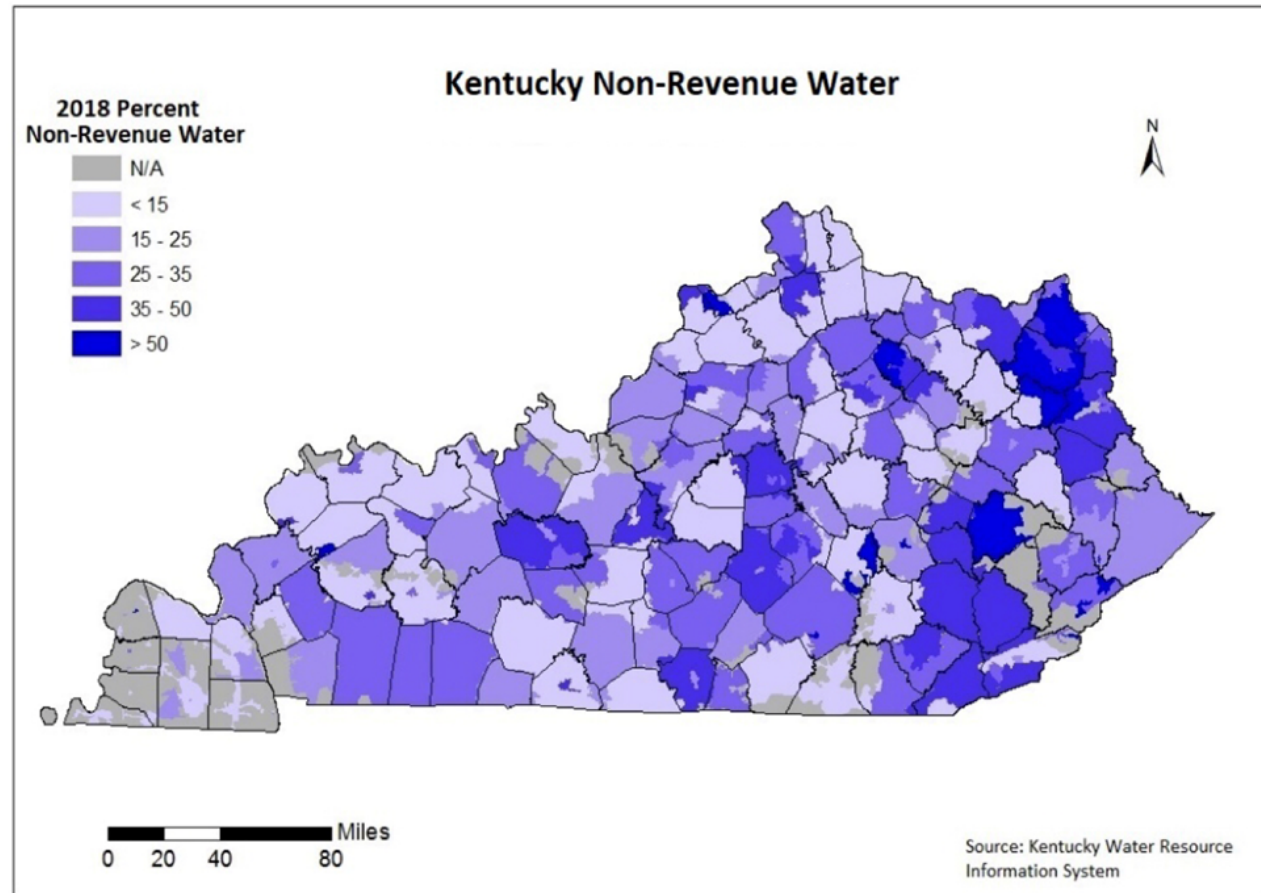 Kentucky Non-Revenue Water
2018 Percent
Non-Revenue Water
N/A
< 15
15 - 25
25 - 35
35 - 50
> 50
N
Miles
0 20 40 80
Source: Kentucky Water Resource
Information System